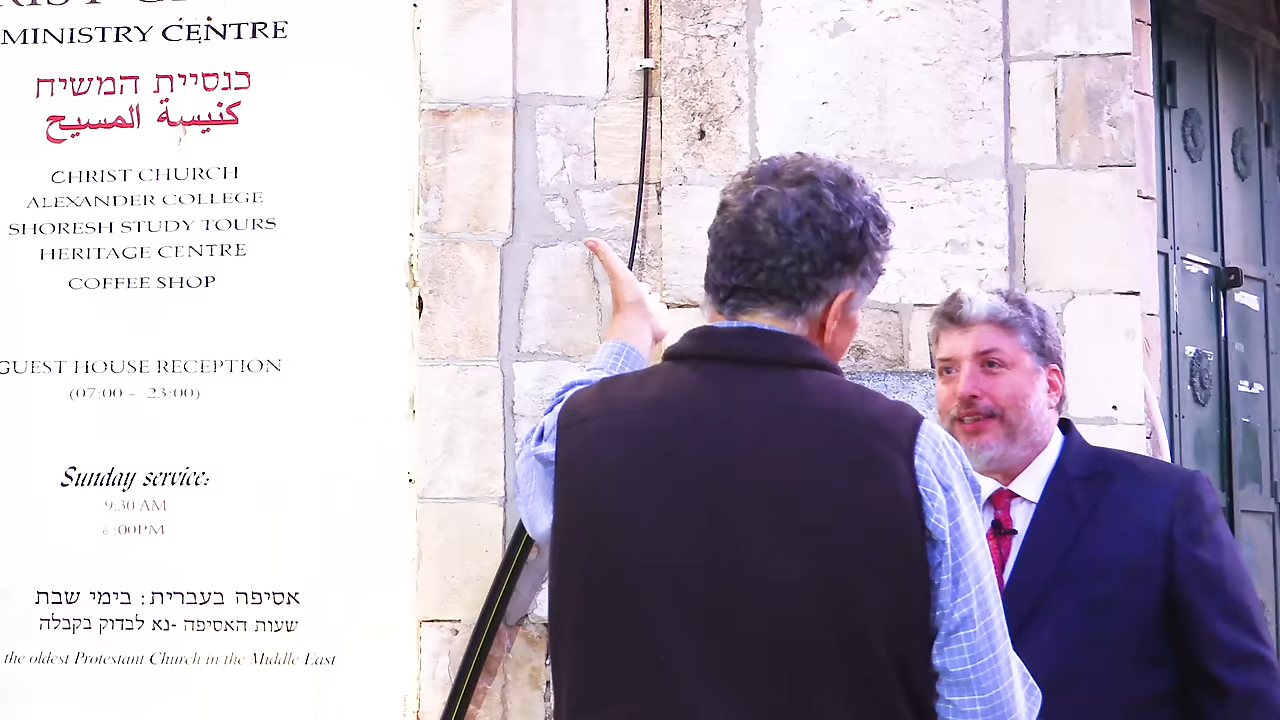 MINISTRY CENTRE
כנסיית המשיח
كنيسة المسيح
CHRIST CHURCH
ALEXANDER COLLEGE
SHORESH STUDY TOURS
HERITAGE CENTRE
COFFEE SHOP
GUEST HOUSE RECEPTION
(07:00 - 23:00)
Sunday service:
9:30 AM
6:00PM
אסיפה בעברית: בימי שבת
שעות האסיפה -נא לבדוק בקבלה
the oldest Protestant Church in the Middle East